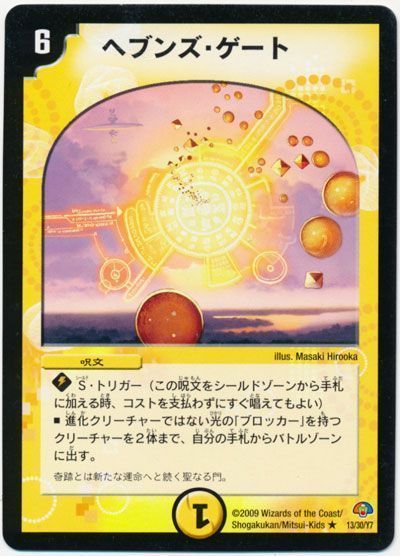 6
ヘブンズ・ゲート
illus. Masaki Hirooka
呪文
S・トリガー(この呪文をシールドゾーンから手札
に加える時、コストを支払わずにすぐ唱えてもよい)
■ 進化クリーチャーではない光の「ブロッカー」を持つ
クリーチャーを2体まで、自分の手札からバトルゾーン
に出す。
奇跡とは新たな運命へと続く聖なる門。
1
©2009 Wizards of the Coast/
Shogakukan/Mitsui-Kids ★ 13/30/Y7